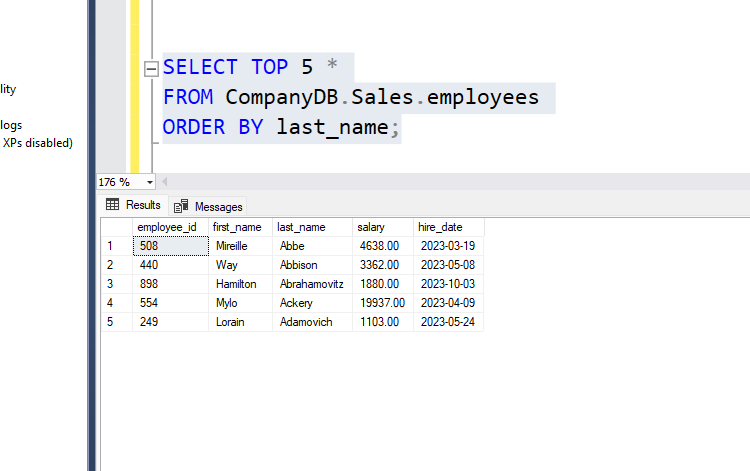 lity
logs
XPs disabled)
SELECT TOP 5 *
FROM CompanyDB.Sales.employees
ORDER BY last_name;
176 %
Results Messages
employee_id first_name last_name salary hire_date
1 508 Mireille Abbe 4638.00 2023-03-19
2 440 Way Abbison 3362.00 2023-05-08
3 898 Hamilton Abrahamovitz 1880.00 2023-10-03
4 554 Mylo Ackery 19937.00 2023-04-09
5 249 Lorain Adamovich 1103.00 2023-05-24